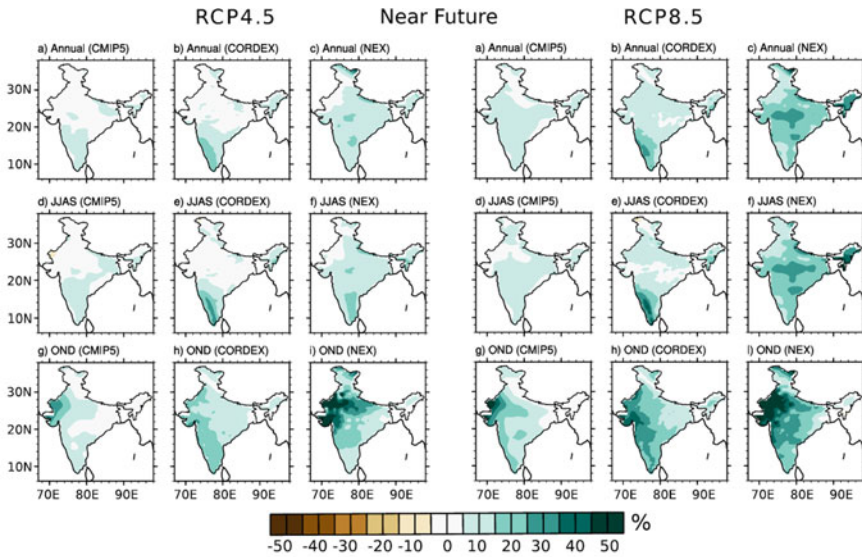 RCP4.5 Near Future RCP8.5
a) Annual (CMIP5) b) Annual (CORDEX) c) Annual (NEX) a) Annual (CMIP5) b) Annual (CORDEX) c) Annual (NEX)
30N
20N
10N
d) JJAS (CMIP5) e) JJAS (CORDEX) f) JJAS (NEX) d) JJAS (CMIP5) e) JJAS (CORDEX) f) JJAS (NEX)
30N
20N
10N
g) OND (CMIP5) h) OND (CORDEX) i) OND (NEX) g) OND (CMIP5) h) OND (CORDEX) I) OND (NEX)
30N
20N
10N
70E 80E 90E 70E 80E 90E 70E 80E 90E 70E 80E 90E 70E 80E 90E 70E 80E 90E
%
-50 -40 -30 -20 -10 0 10 20 30 40 50